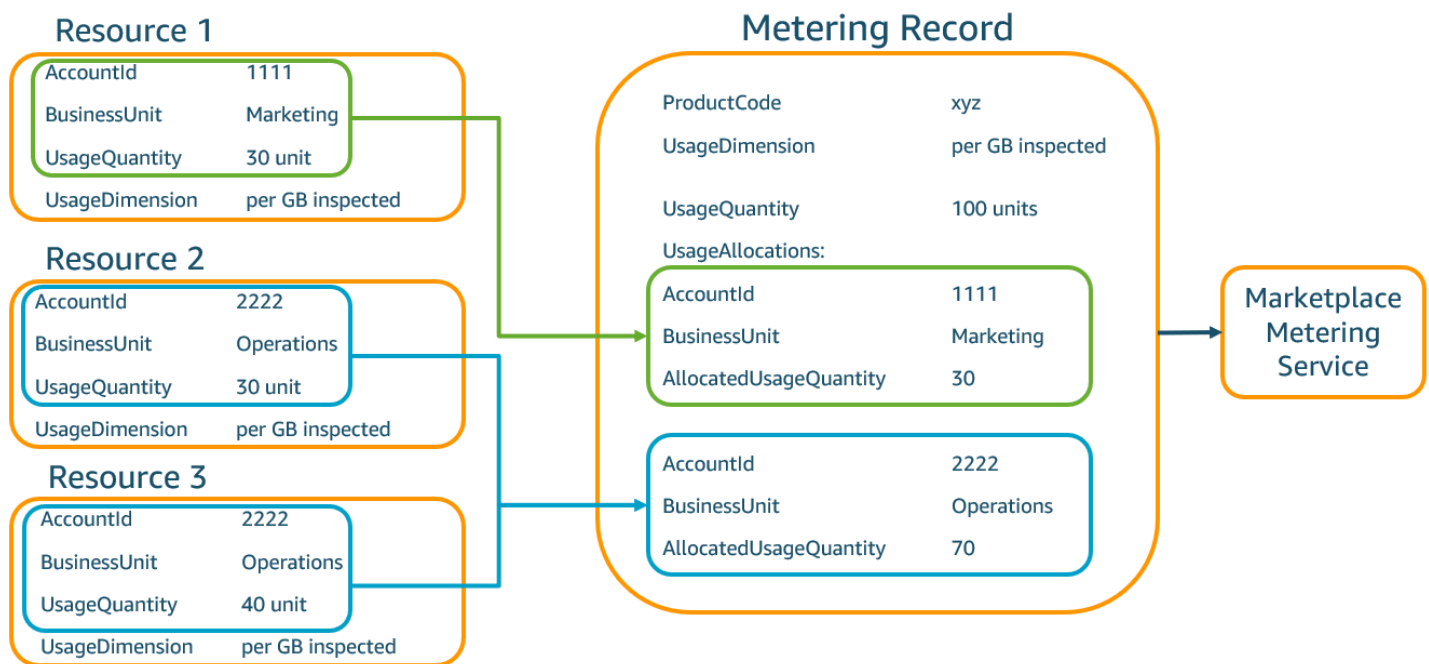 Resource 1
AccountId 1111
BusinessUnit Marketing
UsageQuantity 30 unit
UsageDimension per GB inspected
Resource 2
AccountId 2222
BusinessUnit Operations
UsageQuantity 30 unit
UsageDimension per GB inspected
Resource 3
AccountId 2222
BusinessUnit Operations
UsageQuantity 40 unit
UsageDimension per GB inspected
Metering Record
ProductCode xyz
UsageDimension per GB inspected
UsageQuantity 100 units
UsageAllocations:
AccountId 1111
BusinessUnit Marketing
AllocatedUsageQuantity 30
AccountId 2222
BusinessUnit Operations
AllocatedUsageQuantity 70
Marketplace
Metering
Service